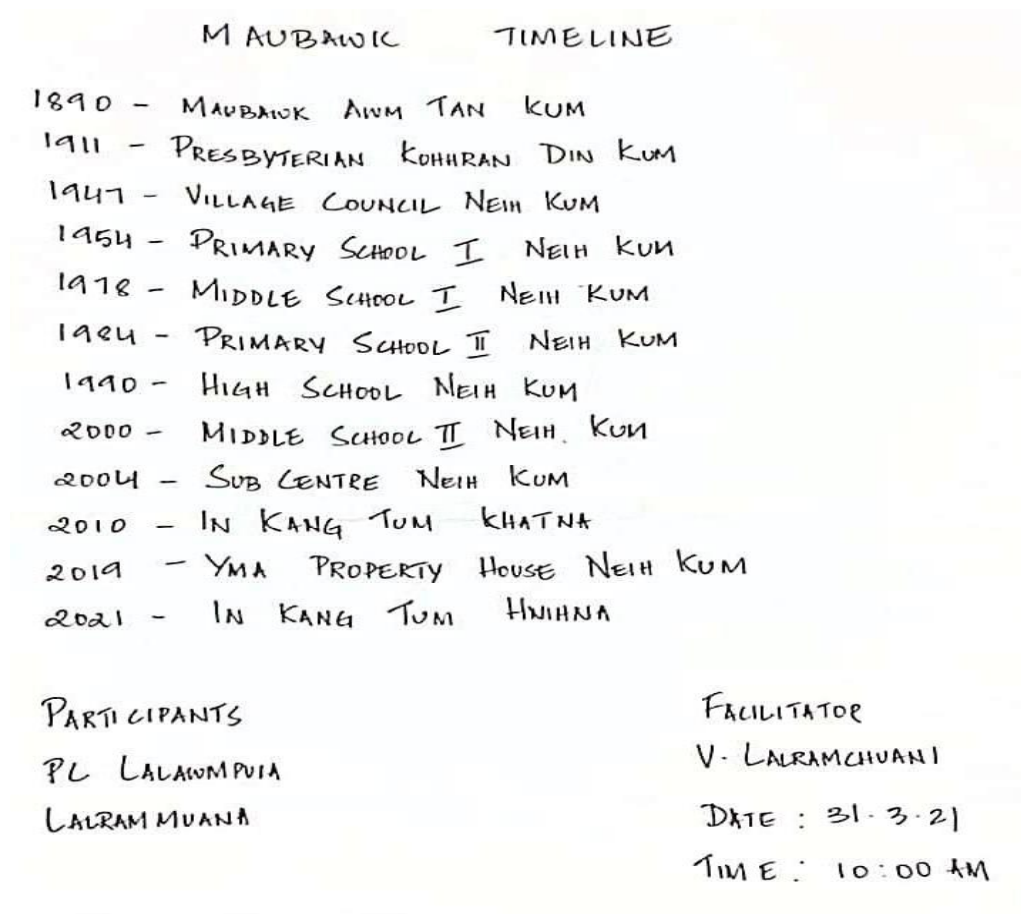 MAUBAWK TIMELINE
1890 - MAUBAWK AWM TAN KUM
1911 - PRESBYTERIAN KOHHRAN DIN KUM
1947 - VILLAGE COUNCIL NEIH KUM
1954 - PRIMARY SCHOOL I NEIH KUM
1978 - MIDDLE SCHOOL I NEIH KUM
1984 - PRIMARY SCHOOL II NEIH KUM
1990 - HIGH SCHOOL NEIH KUM
2000 - MIDDLE SCHOOL II NEIH. KUM
2004 - SUB CENTRE NEIH KUM
2010 - IN KANG TUM KHATNA
2019 - YMA PROPERTY HOUSE NEIH KUM
2021 - IN KANG TUM HNIHNA
PARTICIPANTS
PL LALAWMPUIA
LALRAMMUANA
FACILITATOR
V. LALRAMCHUANI
DATE : 31.3.21
TIME : 10:00 AM